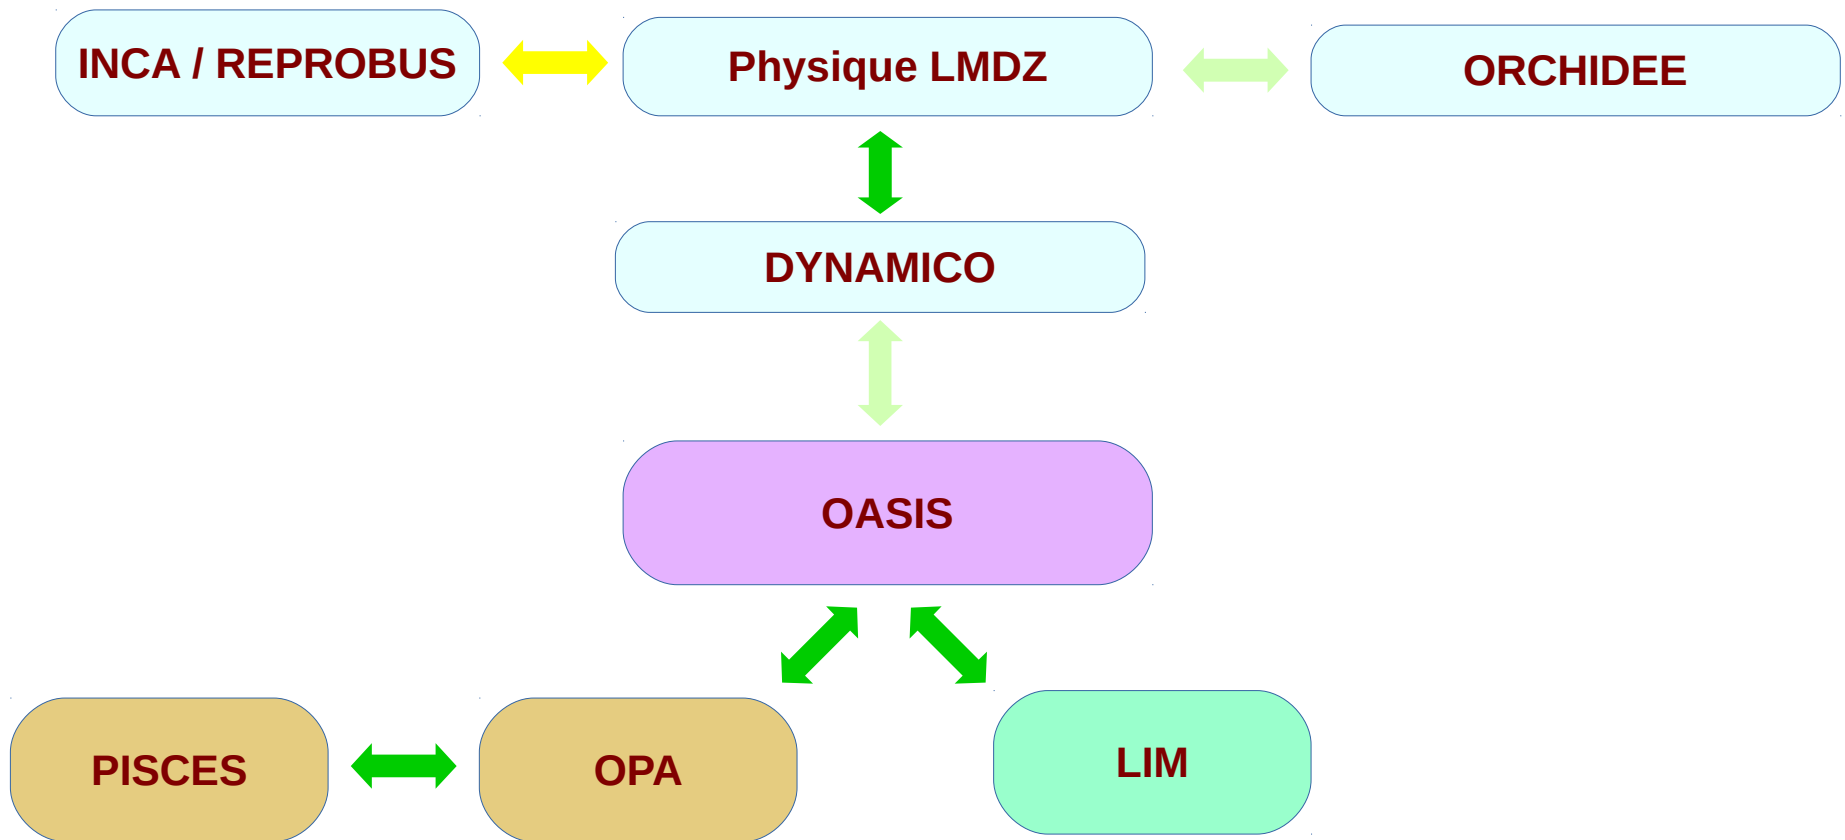 INCA / REPROBUS
Physique LMDZ
ORCHIDEE
DYNAMICO
OASIS
PISCES
OPA
LIM